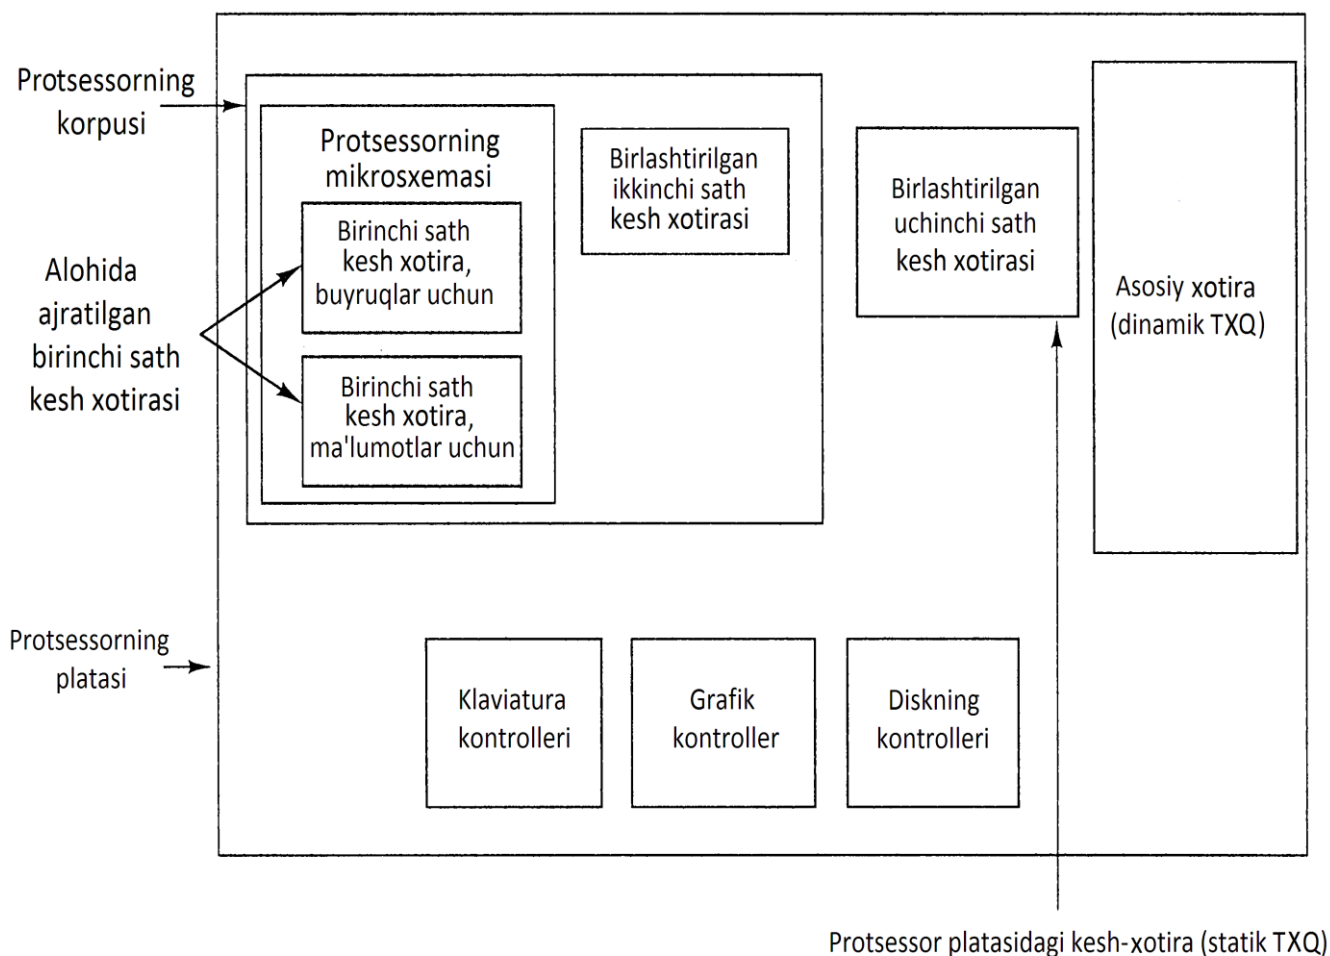 Protsessorning
korpusi
Protsessorning
mikrosxemasi
Birinchi sath
kesh xotira,
buyruqlar uchun
Birinchi sath
kesh xotira,
ma'lumotlar uchun
Alohida
ajratilgan
birinchi sath
kesh xotirasi
Birlashtirilgan
ikkinchi sath
kesh xotirasi
Birlashtirilgan
uchinchi sath
kesh xotirasi
Asosiy xotira
(dinamik TXQ)
Protsessorning
platasi
Klaviatura
kontrolleri
Grafik
kontroller
Diskning
kontrolleri
Protsessor platasidagi kesh-xotira (statik TXQ)